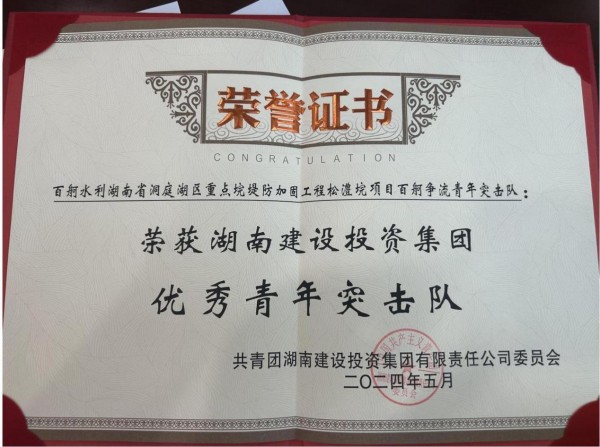 荣誉证书
CONGRATULATION
百舸水利湖南省洞庭湖区重点垸堤防加固工程松澧垸项目百舸争流青年突击队：
荣获湖南建设投资集团
优秀青年突击队
共青团湖南建设投资集团有限责任公司委员会
二〇二四年五月